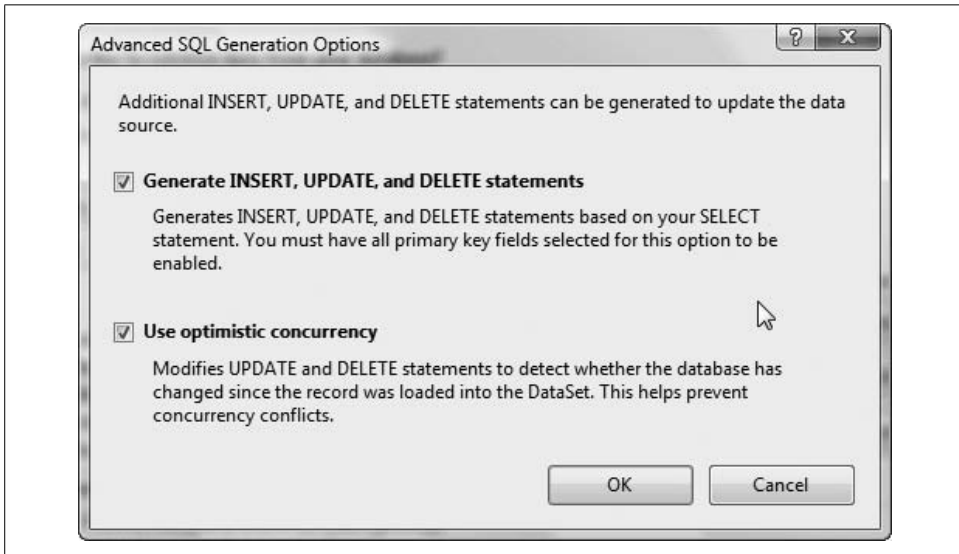 Advanced SQL Generation Options
Additional INSERT, UPDATE, and DELETE statements can be generated to update the data
source.
Generate INSERT, UPDATE, and DELETE statements
Generates INSERT, UPDATE, and DELETE statements based on your SELECT
statement. You must have all primary key fields selected for this option to be
enabled.
Use optimistic concurrency
Modifies UPDATE and DELETE statements to detect whether the database has
changed since the record was loaded into the DataSet. This helps prevent
concurrency conflicts.
OK
Cancel